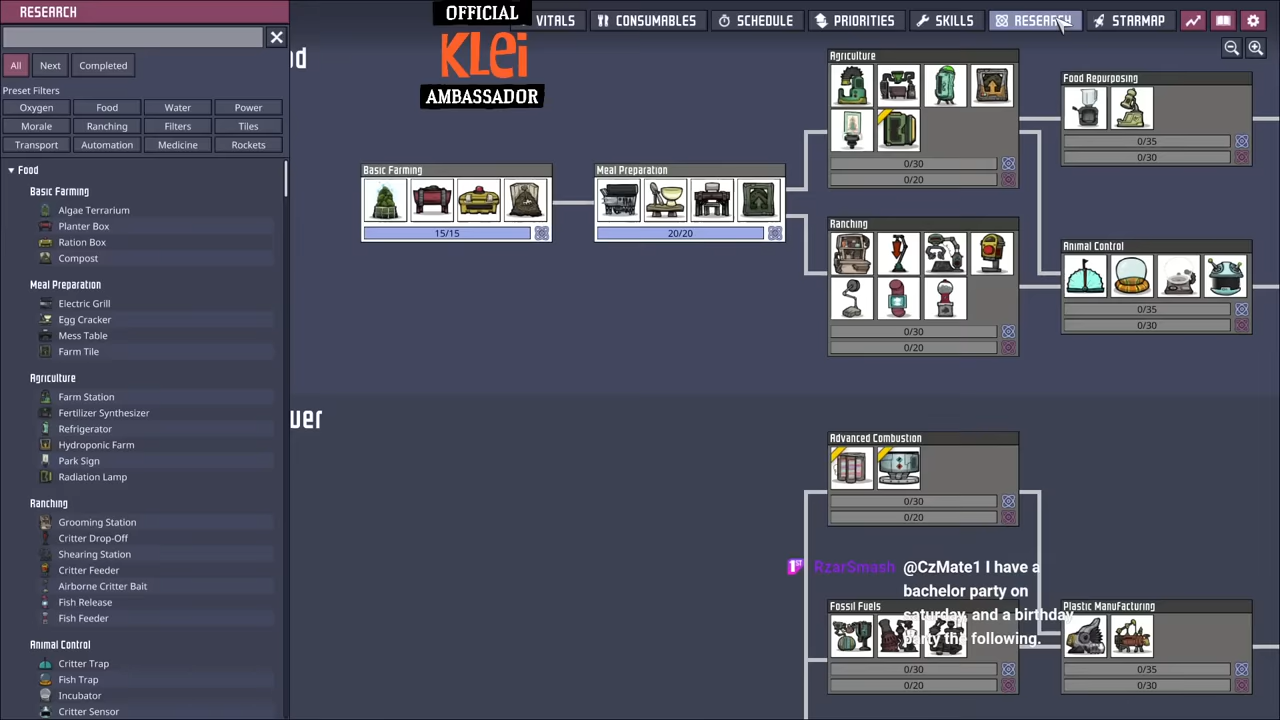 RESEARCH
All
Next
Completed
Preset Filters
Oxygen
Food
Water
Power
Morale
Ranching
Filters
Tiles
Transport
Automation
Medicine
Rockets
Food
Basic Farming
Algae Terrarium
Planter Box
Ration Box
Compost
Meal Preparation
Electric Grill
Egg Cracker
Mess Table
Farm Tile
Agriculture
Farm Station
Fertilizer Synthesizer
Refrigerator
Hydroponic Farm
Park Sign
Radiation Lamp
Ranching
Grooming Station
Critter Drop-Off
Shearing Station
Critter Feeder
Airborne Critter Bait
Fish Release
Fish Feeder
Animal Control
Critter Trap
Fish Trap
Incubator
Critter Sensor
OFFICIAL
KLei
AMBASSADOR
VITALS
CONSUMABLES
SCHEDULE
PRIORITIES
SKILLS
RESEARCH
STARMAP
od
Basic Farming
15/15
Meal Preparation
20/20
Agriculture
0/30
0/20
Food Repurposing
0/35
0/30
Ranching
0/30
0/20
Animal Control
0/35
0/30
wer
Advanced Combustion
0/30
0/20
Fossil Fuels
0/30
0/20
Plastic Manufacturing
0/35
0/30
1ST RzarSmash @CzMate1 I have a
bachelor party on
saturday, and a birthday
party the following.